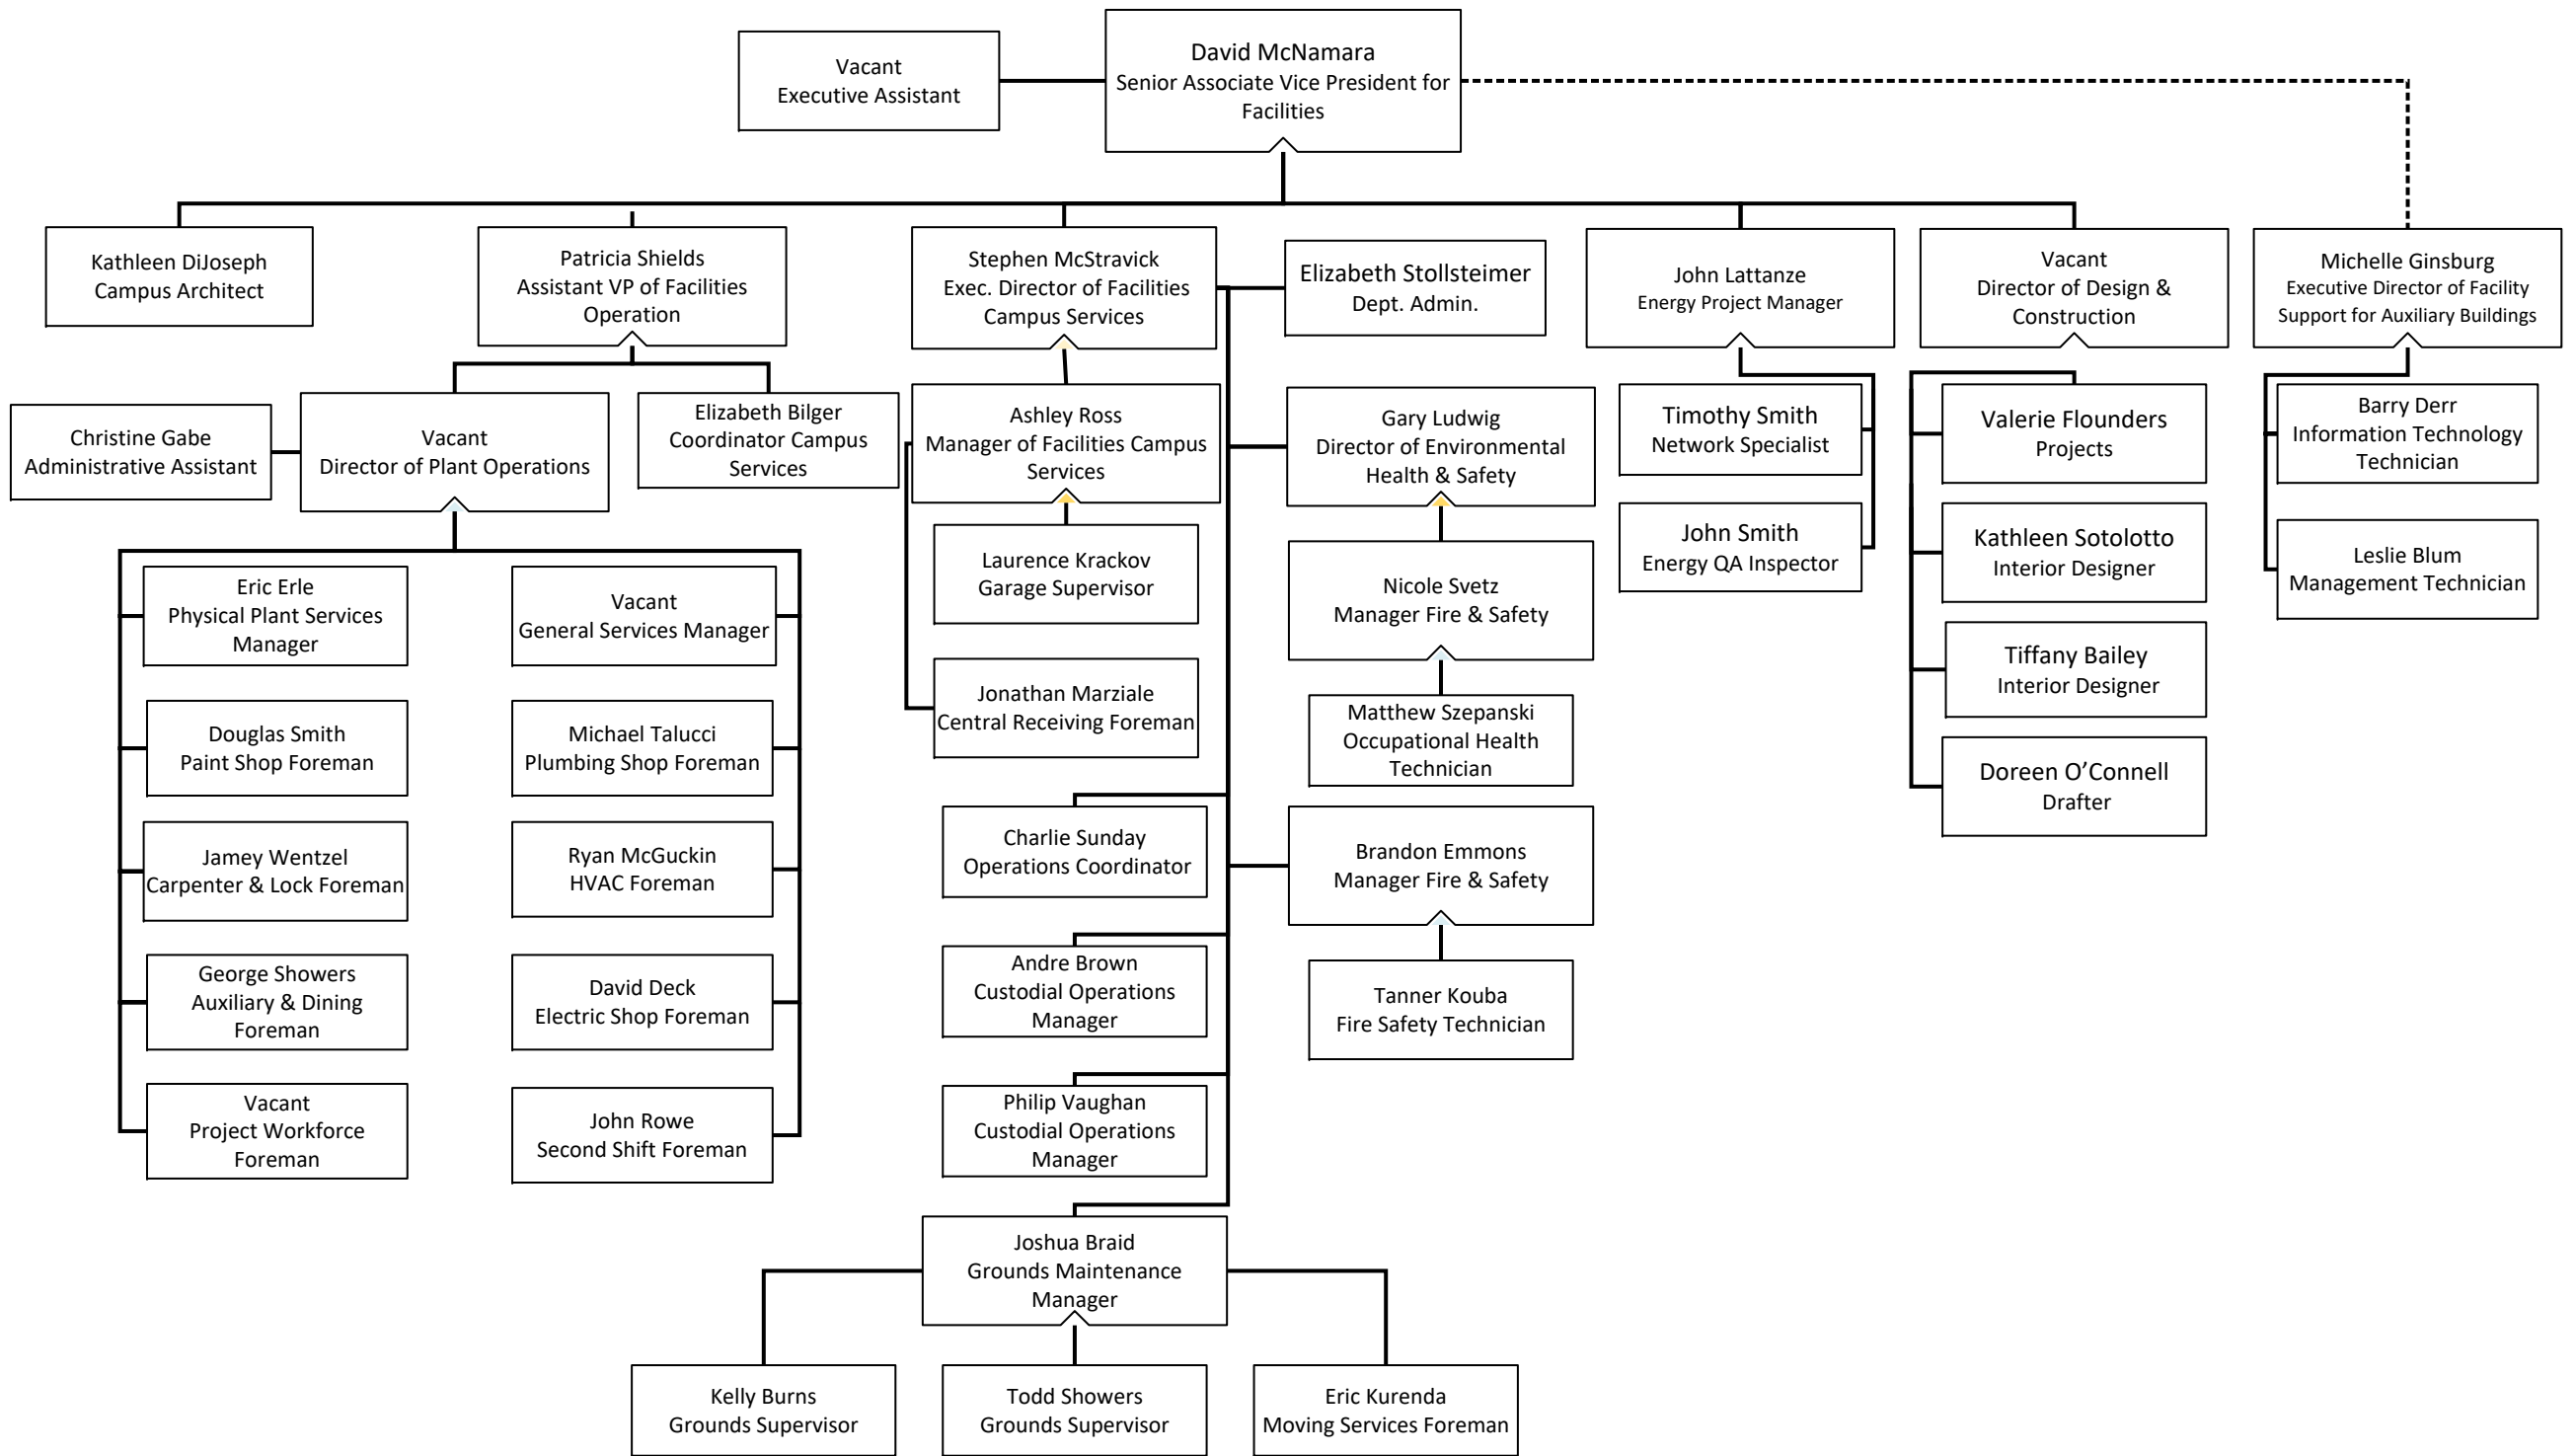 Vacant
Executive Assistant
David McNamara
Senior Associate Vice President for
Facilities
Kathleen DiJoseph
Campus Architect
Patricia Shields
Assistant VP of Facilities
Operation
Stephen McStravick
Exec. Director of Facilities
Campus Services
Elizabeth Stollsteimer
Dept. Admin.
John Lattanze
Energy Project Manager
Vacant
Director of Design &
Construction
Michelle Ginsburg
Executive Director of Facility
Support for Auxiliary Buildings
Christine Gabe
Administrative Assistant
Vacant
Director of Plant Operations
Elizabeth Bilger
Coordinator Campus
Services
Ashley Ross
Manager of Facilities Campus
Services
Gary Ludwig
Director of Environmental
Health & Safety
Timothy Smith
Network Specialist
Valerie Flounders
Projects
Barry Derr
Information Technology
Technician
Eric Erle
Physical Plant Services
Manager
Vacant
General Services Manager
Laurence Krackov
Garage Supervisor
Nicole Svetz
Manager Fire & Safety
John Smith
Energy QA Inspector
Kathleen Sotolotto
Interior Designer
Leslie Blum
Management Technician
Douglas Smith
Paint Shop Foreman
Michael Talucci
Plumbing Shop Foreman
Jonathan Marziale
Central Receiving Foreman
Matthew Szepanski
Occupational Health
Technician
Tiffany Bailey
Interior Designer
Doreen O’Connell
Drafter
Jamey Wentzel
Carpenter & Lock Foreman
Ryan McGuckin
HVAC Foreman
Charlie Sunday
Operations Coordinator
Brandon Emmons
Manager Fire & Safety
George Showers
Auxiliary & Dining
Foreman
David Deck
Electric Shop Foreman
Andre Brown
Custodial Operations
Manager
Tanner Kouba
Fire Safety Technician
Vacant
Project Workforce
Foreman
John Rowe
Second Shift Foreman
Philip Vaughan
Custodial Operations
Manager
Joshua Braid
Grounds Maintenance
Manager
Kelly Burns
Grounds Supervisor
Todd Showers
Grounds Supervisor
Eric Kurenda
Moving Services Foreman